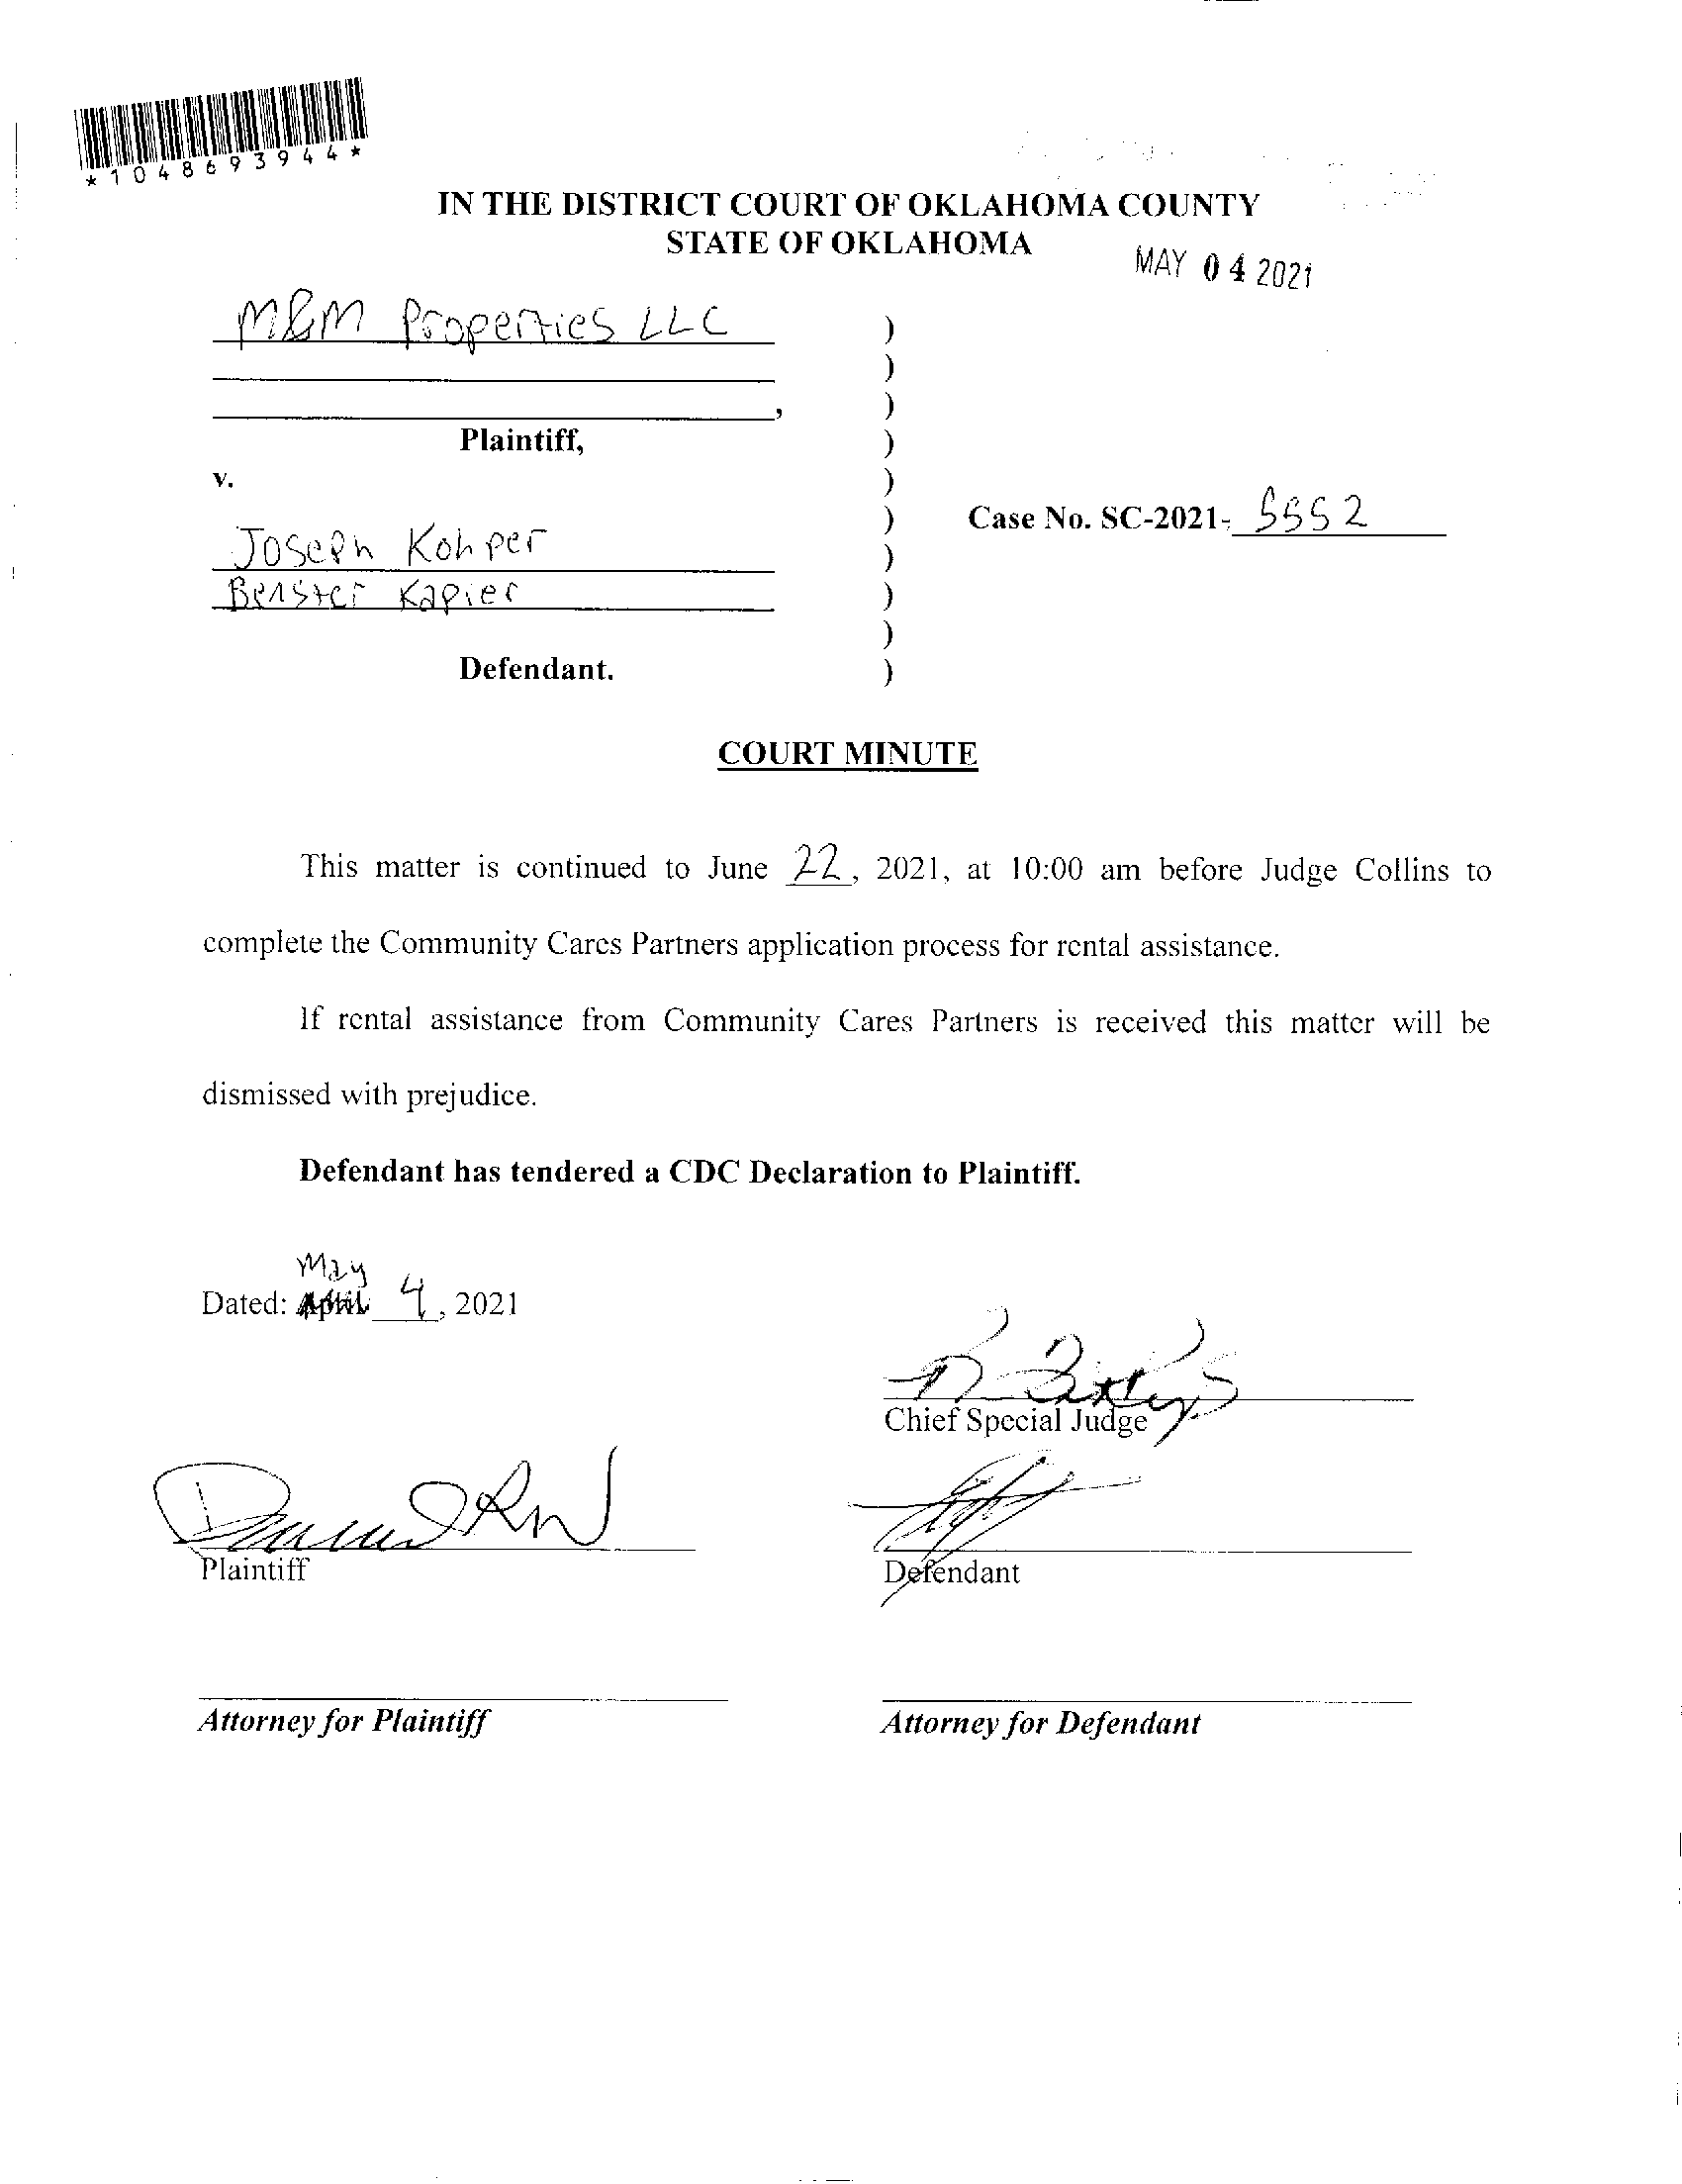 *1048693944*
IN THE DISTRICT COURT OF OKLAHOMA COUNTY
STATE OF OKLAHOMA
MAY 04 2021
M&M Properties LLC )
)
, )
Plaintiff, )
v. )
Case No. SC-2021- 5552
Joseph Kohper )
Benster Kapier )
)
Defendant. )
COURT MINUTE
This matter is continued to June 22, 2021, at 10:00 am before Judge Collins to
complete the Community Cares Partners application process for rental assistance.
If rental assistance from Community Cares Partners is received this matter will be
dismissed with prejudice.
Defendant has tendered a CDC Declaration to Plaintiff.
May
Dated: April 4, 2021
Chief Special Judge
Plaintiff
Defendant
Attorney for Plaintiff
Attorney for Defendant